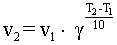 v₂ = v₁ · γ^((T₂-T₁)/10)